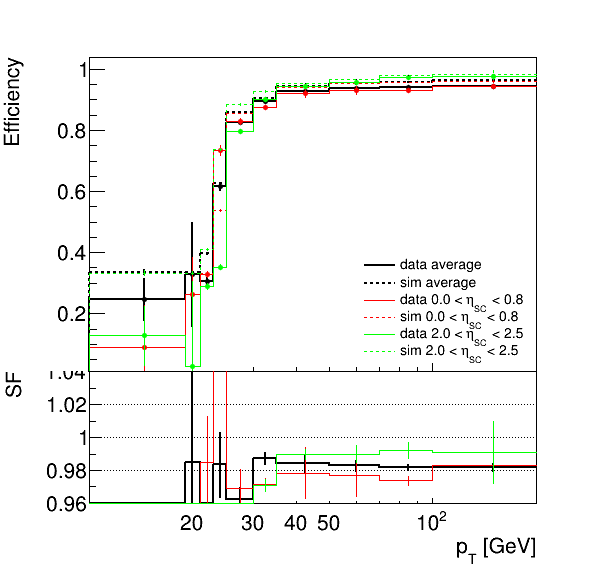 Efficiency
1
0.8
0.6
0.4
0.2
data average
sim average
data 0.0 < η_SC < 0.8
sim 0.0 < η_SC < 0.8
data 2.0 < η_SC < 2.5
sim 2.0 < η_SC < 2.5
SF
1.04
1.02
1
0.98
0.96
20 30 40 50 10²
p_T [GeV]